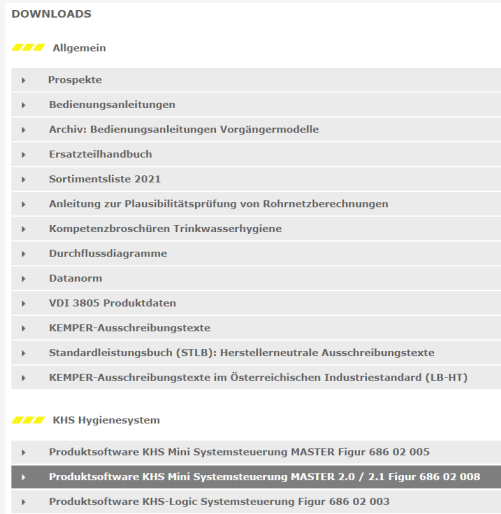 DOWNLOADS
Allgemein
Prospekte
Bedienungsanleitungen
Archiv: Bedienungsanleitungen Vorgängermodelle
Ersatzteilhandbuch
Sortimentsliste 2021
Anleitung zur Plausibilitätsprüfung von Rohrnetzberechnungen
Kompetenzbroschüren Trinkwasserhygiene
Durchflussdiagramme
Datanorm
VDI 3805 Produktdaten
KEMPER-Ausschreibungstexte
Standardleistungsbuch (STLB): Herstellerneutrale Ausschreibungstexte
KEMPER-Ausschreibungstexte im Österreichischen Industriestandard (LB-HT)
KHS Hygienesystem
Produktsoftware KHS Mini Systemsteuerung MASTER Figur 686 02 005
Produktsoftware KHS Mini Systemsteuerung MASTER 2.0 / 2.1 Figur 686 02 008
Produktsoftware KHS-Logic Systemsteuerung Figur 686 02 003